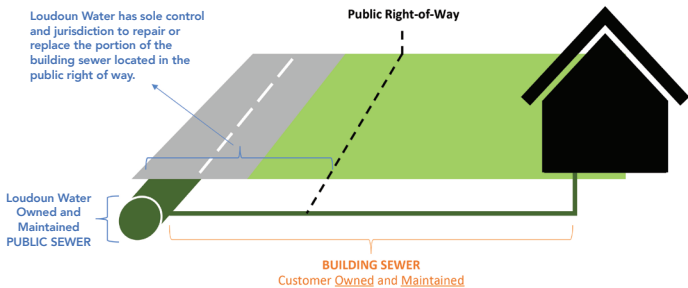 Loudoun Water has sole control
and jurisdiction to repair or
replace the portion of the
building sewer located in the
public right of way.
Public Right-of-Way
Loudoun Water
Owned and
Maintained
PUBLIC SEWER
BUILDING SEWER
Customer Owned and Maintained